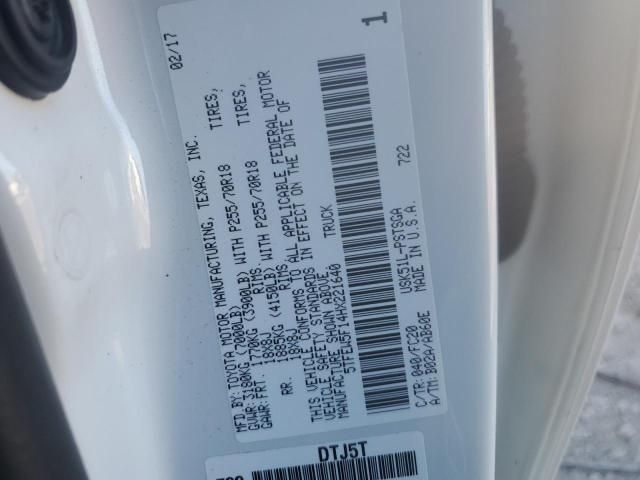 MFD.BY:TOYOTA MOTOR MANUFACTURING, TEXAS, INC. 02/17
GVWR:3180KG (7000LB)
GAWR:FRT. 1770KG (3900LB) WITH P255/70R18 TIRES,
18X8J RIMS
RR. 1885KG (4150LB) WITH P255/70R18 TIRES,
18X8J RIMS
THIS VEHICLE CONFORMS TO ALL APPLICABLE FEDERAL MOTOR
VEHICLE SAFETY STANDARDS IN EFFECT ON THE DATE OF
MANUFACTURE SHOWN ABOVE.
5TFEW5F14HX221640 TRUCK
C/TR:040/FC20 USK51L-PSTSGA 722
A/TM:B02A/AB60E MADE IN U.S.A.
1
DTJ5T